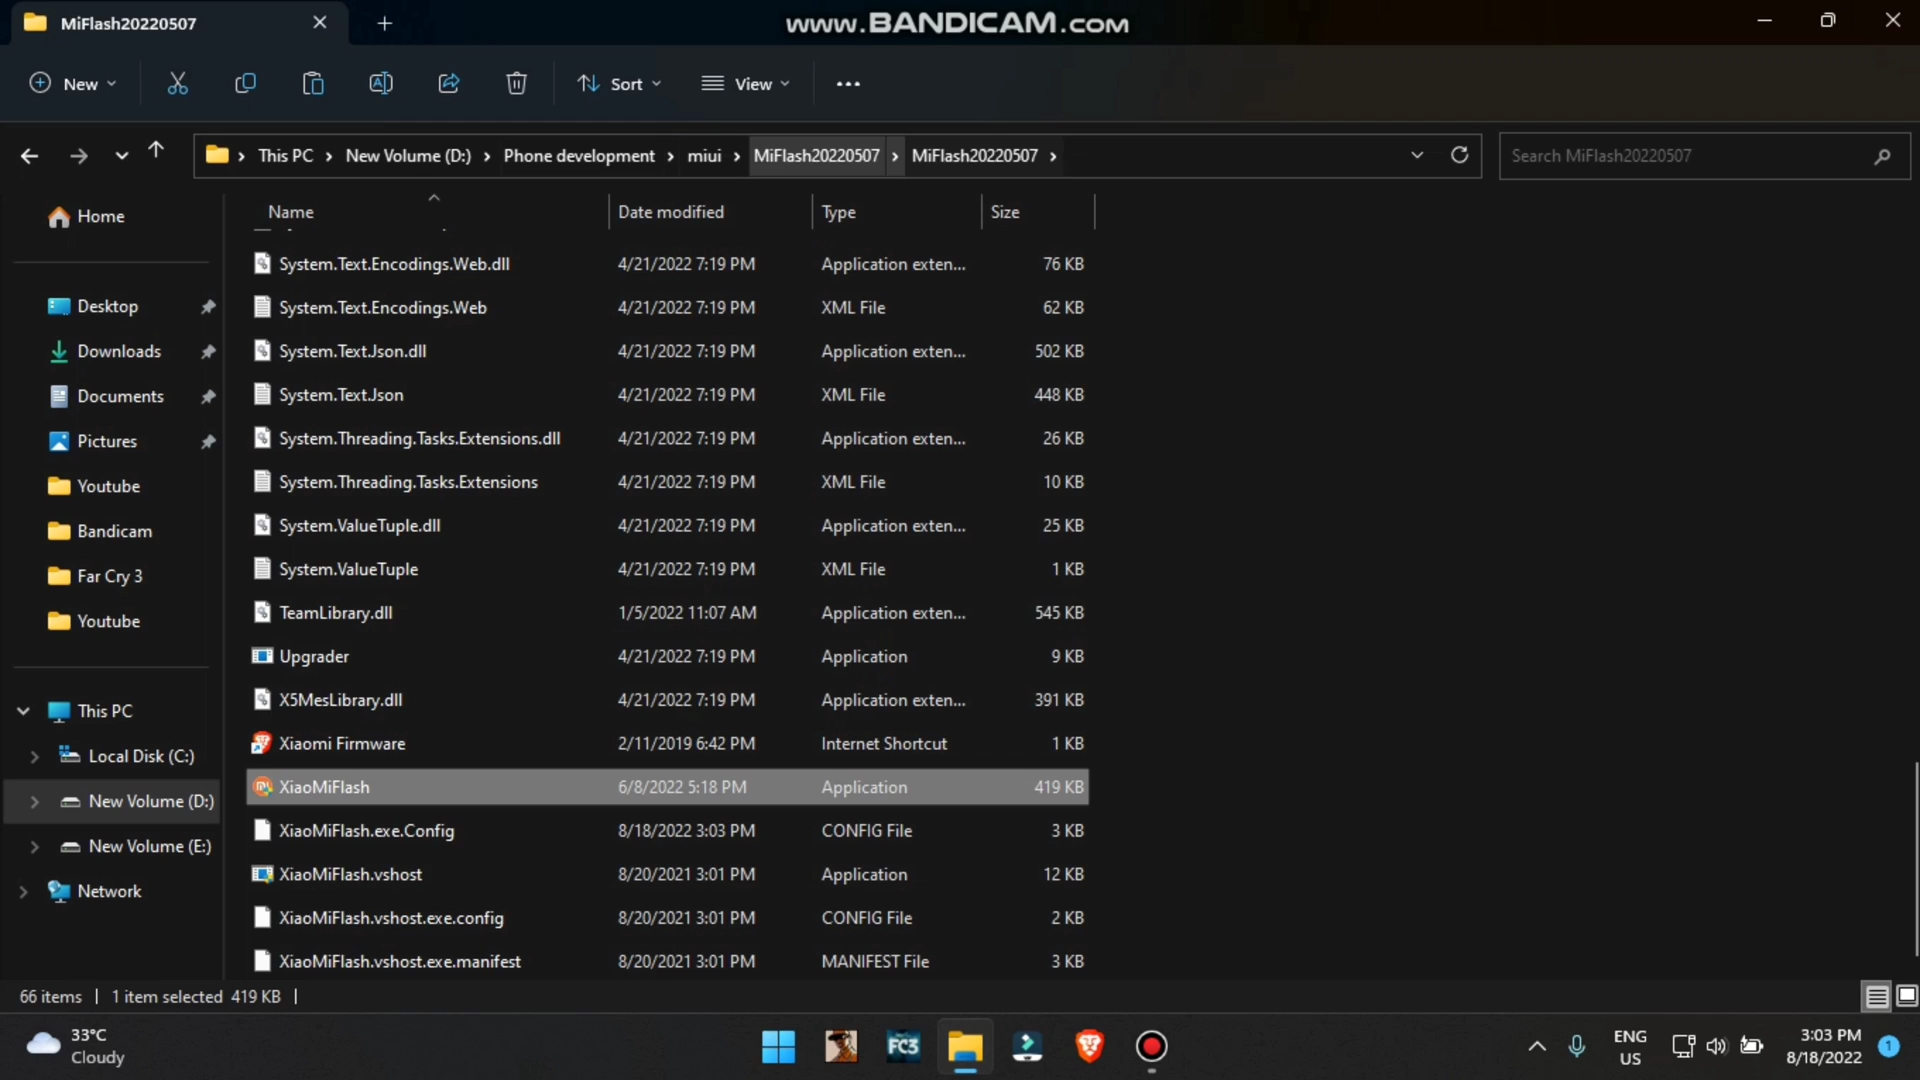 MiFlash20220507
www.BANDICAM.com
New
Sort
View
This PC
New Volume (D:)
Phone development
miui
MiFlash20220507
MiFlash20220507
Search MiFlash20220507
Home
Desktop
Downloads
Documents
Pictures
Youtube
Bandicam
Far Cry 3
Youtube
This PC
Local Disk (C:)
New Volume (D:)
New Volume (E:)
Network
Name Date modified Type Size
System.Text.Encodings.Web.dll 4/21/2022 7:19 PM Application exten... 76 KB
System.Text.Encodings.Web 4/21/2022 7:19 PM XML File 62 KB
System.Text.Json.dll 4/21/2022 7:19 PM Application exten... 502 KB
System.Text.Json 4/21/2022 7:19 PM XML File 448 KB
System.Threading.Tasks.Extensions.dll 4/21/2022 7:19 PM Application exten... 26 KB
System.Threading.Tasks.Extensions 4/21/2022 7:19 PM XML File 10 KB
System.ValueTuple.dll 4/21/2022 7:19 PM Application exten... 25 KB
System.ValueTuple 4/21/2022 7:19 PM XML File 1 KB
TeamLibrary.dll 1/5/2022 11:07 AM Application exten... 545 KB
Upgrader 4/21/2022 7:19 PM Application 9 KB
X5MesLibrary.dll 4/21/2022 7:19 PM Application exten... 391 KB
Xiaomi Firmware 2/11/2019 6:42 PM Internet Shortcut 1 KB
XiaoMiFlash 6/8/2022 5:18 PM Application 419 KB
XiaoMiFlash.exe.Config 8/18/2022 3:03 PM CONFIG File 3 KB
XiaoMiFlash.vshost 8/20/2021 3:01 PM Application 12 KB
XiaoMiFlash.vshost.exe.config 8/20/2021 3:01 PM CONFIG File 2 KB
XiaoMiFlash.vshost.exe.manifest 8/20/2021 3:01 PM MANIFEST File 3 KB
66 items 1 item selected 419 KB
33°C
Cloudy
FC3
ENG
US
3:03 PM
8/18/2022
1